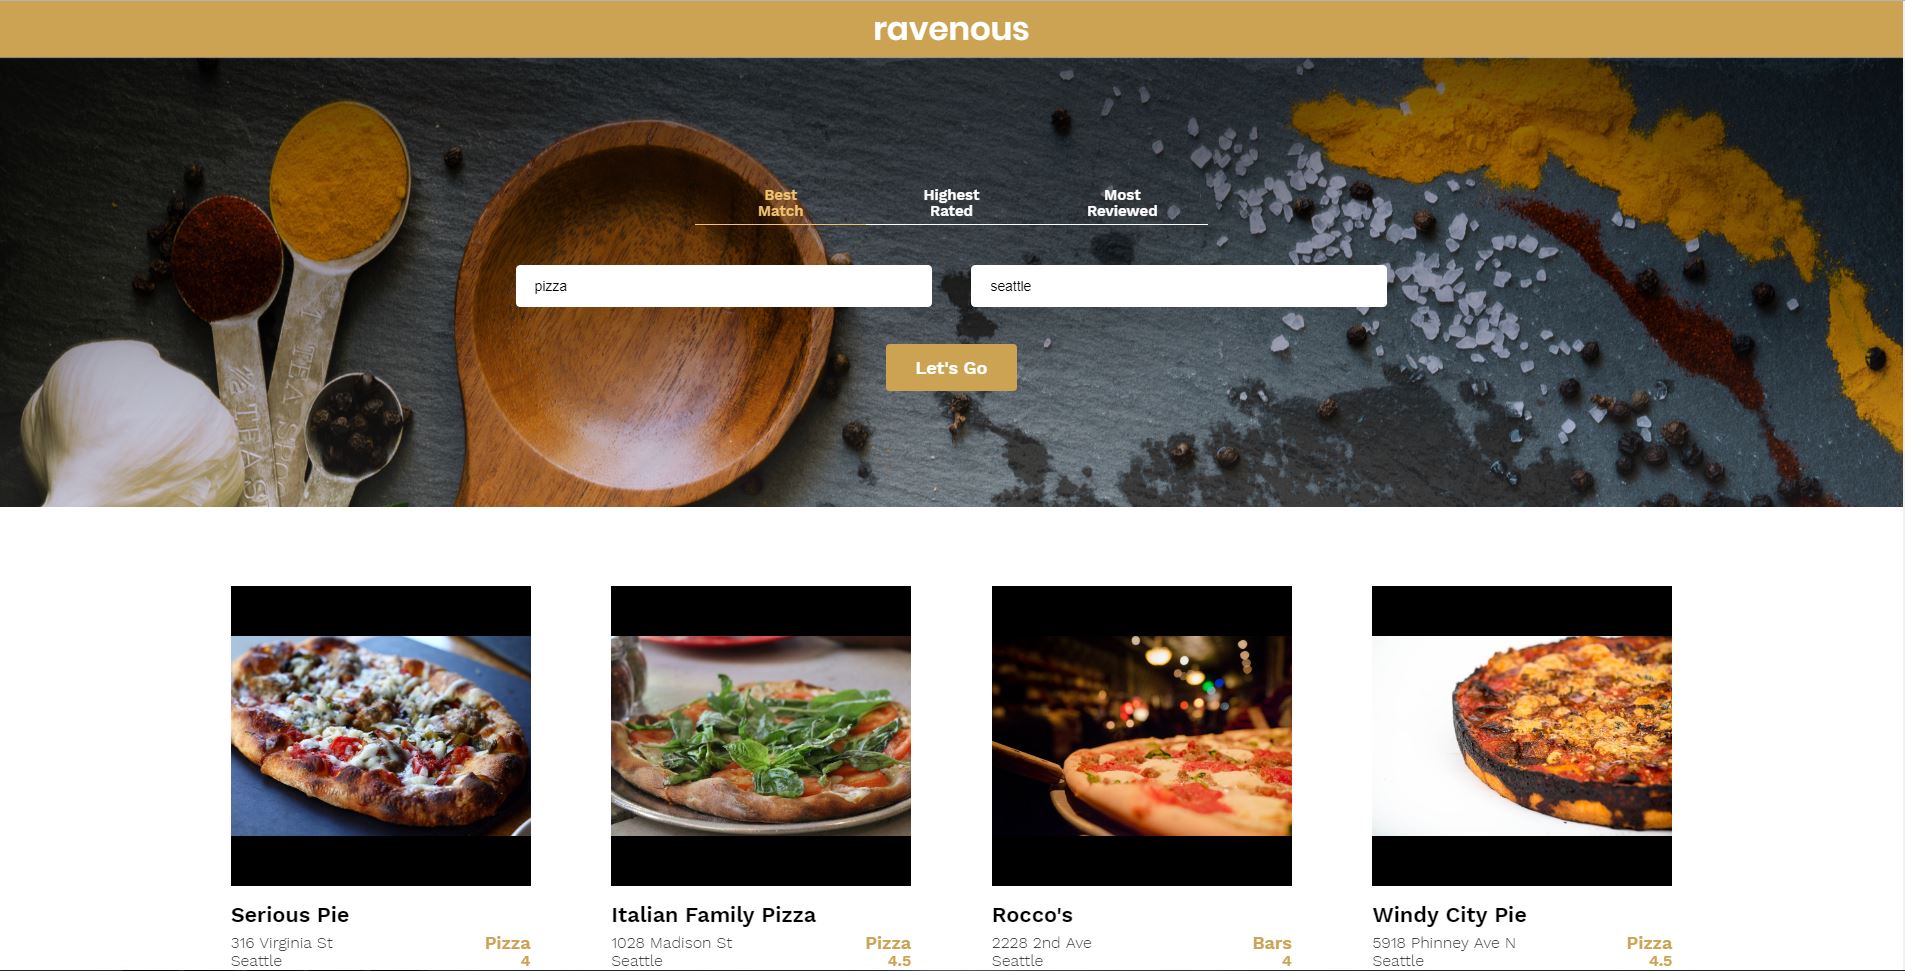 ravenous
Best
Match
Highest
Rated
Most
Reviewed
pizza
seattle
Let's Go
Serious Pie
316 Virginia St
Seattle
Pizza
4
Italian Family Pizza
1028 Madison St
Seattle
Pizza
4.5
Rocco's
2228 2nd Ave
Seattle
Bars
4
Windy City Pie
5918 Phinney Ave N
Seattle
Pizza
4.5